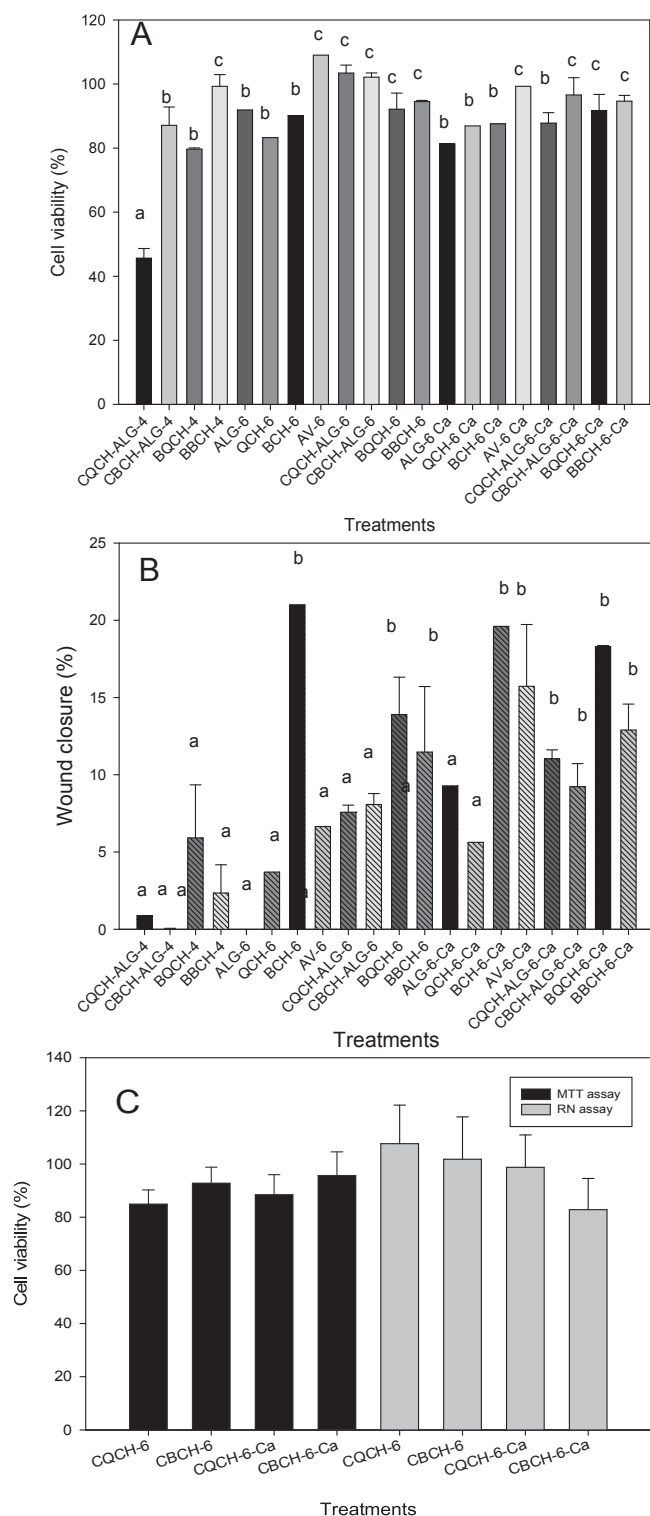 A
120
100
80
60
40
20
0
Cell viability (%)
a
b
b
c
b
b
b
c
c
c
c
c
b
b
b
c
b
c
c
c
CQCH-ALG-4
CBCH-ALG-4
BQCH-4
BBCH-4
ALG-6
QCH-6
BCH-6
AV-6
CQCH-ALG-6
CBCH-ALG-6
BQCH-6
BBCH-6
ALG-6 Ca
QCH-6 Ca
BCH-6 Ca
AV-6 Ca
CQCH-ALG-6-Ca
CBCH-ALG-6-Ca
BQCH-6-Ca
BBCH-6-Ca
Treatments
B
25
20
15
10
5
0
Wound closure (%)
a
a
a
a
a
a
a
b
a
a
a
a
b
a
b
a
a
b
b
b
b
b
b
CQCH-ALG-4
CBCH-ALG-4
BQCH-4
BBCH-4
ALG-6
QCH-6
BCH-6
AV-6
CQCH-ALG-6
CBCH-ALG-6
BQCH-6
BBCH-6
ALG-6-Ca
QCH-6-Ca
BCH-6-Ca
AV-6-Ca
CQCH-ALG-6-Ca
CBCH-ALG-6-Ca
BQCH-6-Ca
BBCH-6-Ca
Treatments
C
140
120
100
80
60
40
20
0
Cell viability (%)
MTT assay
RN assay
CQCH-6
CBCH-6
CQCH-6-Ca
CBCH-6-Ca
CQCH-6
CBCH-6
CQCH-6-Ca
CBCH-6-Ca
Treatments